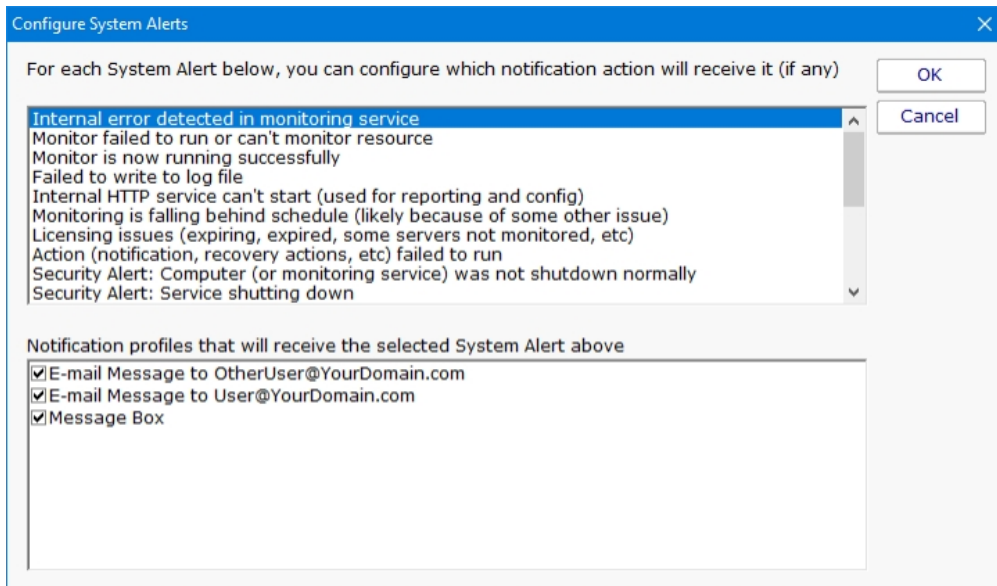 Configure System Alerts
For each System Alert below, you can configure which notification action will receive it (if any)
OK
Cancel
Internal error detected in monitoring service
Monitor failed to run or can't monitor resource
Monitor is now running successfully
Failed to write to log file
Internal HTTP service can't start (used for reporting and config)
Monitoring is falling behind schedule (likely because of some other issue)
Licensing issues (expiring, expired, some servers not monitored, etc)
Action (notification, recovery actions, etc) failed to run
Security Alert: Computer (or monitoring service) was not shutdown normally
Security Alert: Service shutting down
Notification profiles that will receive the selected System Alert above
E-mail Message to OtherUser@YourDomain.com
E-mail Message to User@YourDomain.com
Message Box